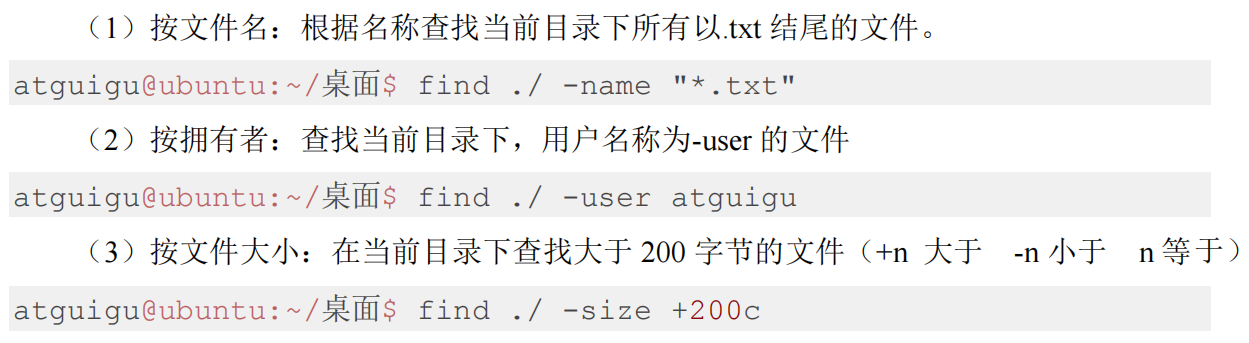 （1）按文件名：根据名称查找当前目录下所有以.txt 结尾的文件。
atguigu@ubuntu:~/桌面$ find ./ -name "*.txt"
（2）按拥有者：查找当前目录下，用户名称为-user 的文件
atguigu@ubuntu:~/桌面$ find ./ -user atguigu
（3）按文件大小：在当前目录下查找大于 200 字节的文件（+n 大于 -n 小于 n 等于）
atguigu@ubuntu:~/桌面$ find ./ -size +200c